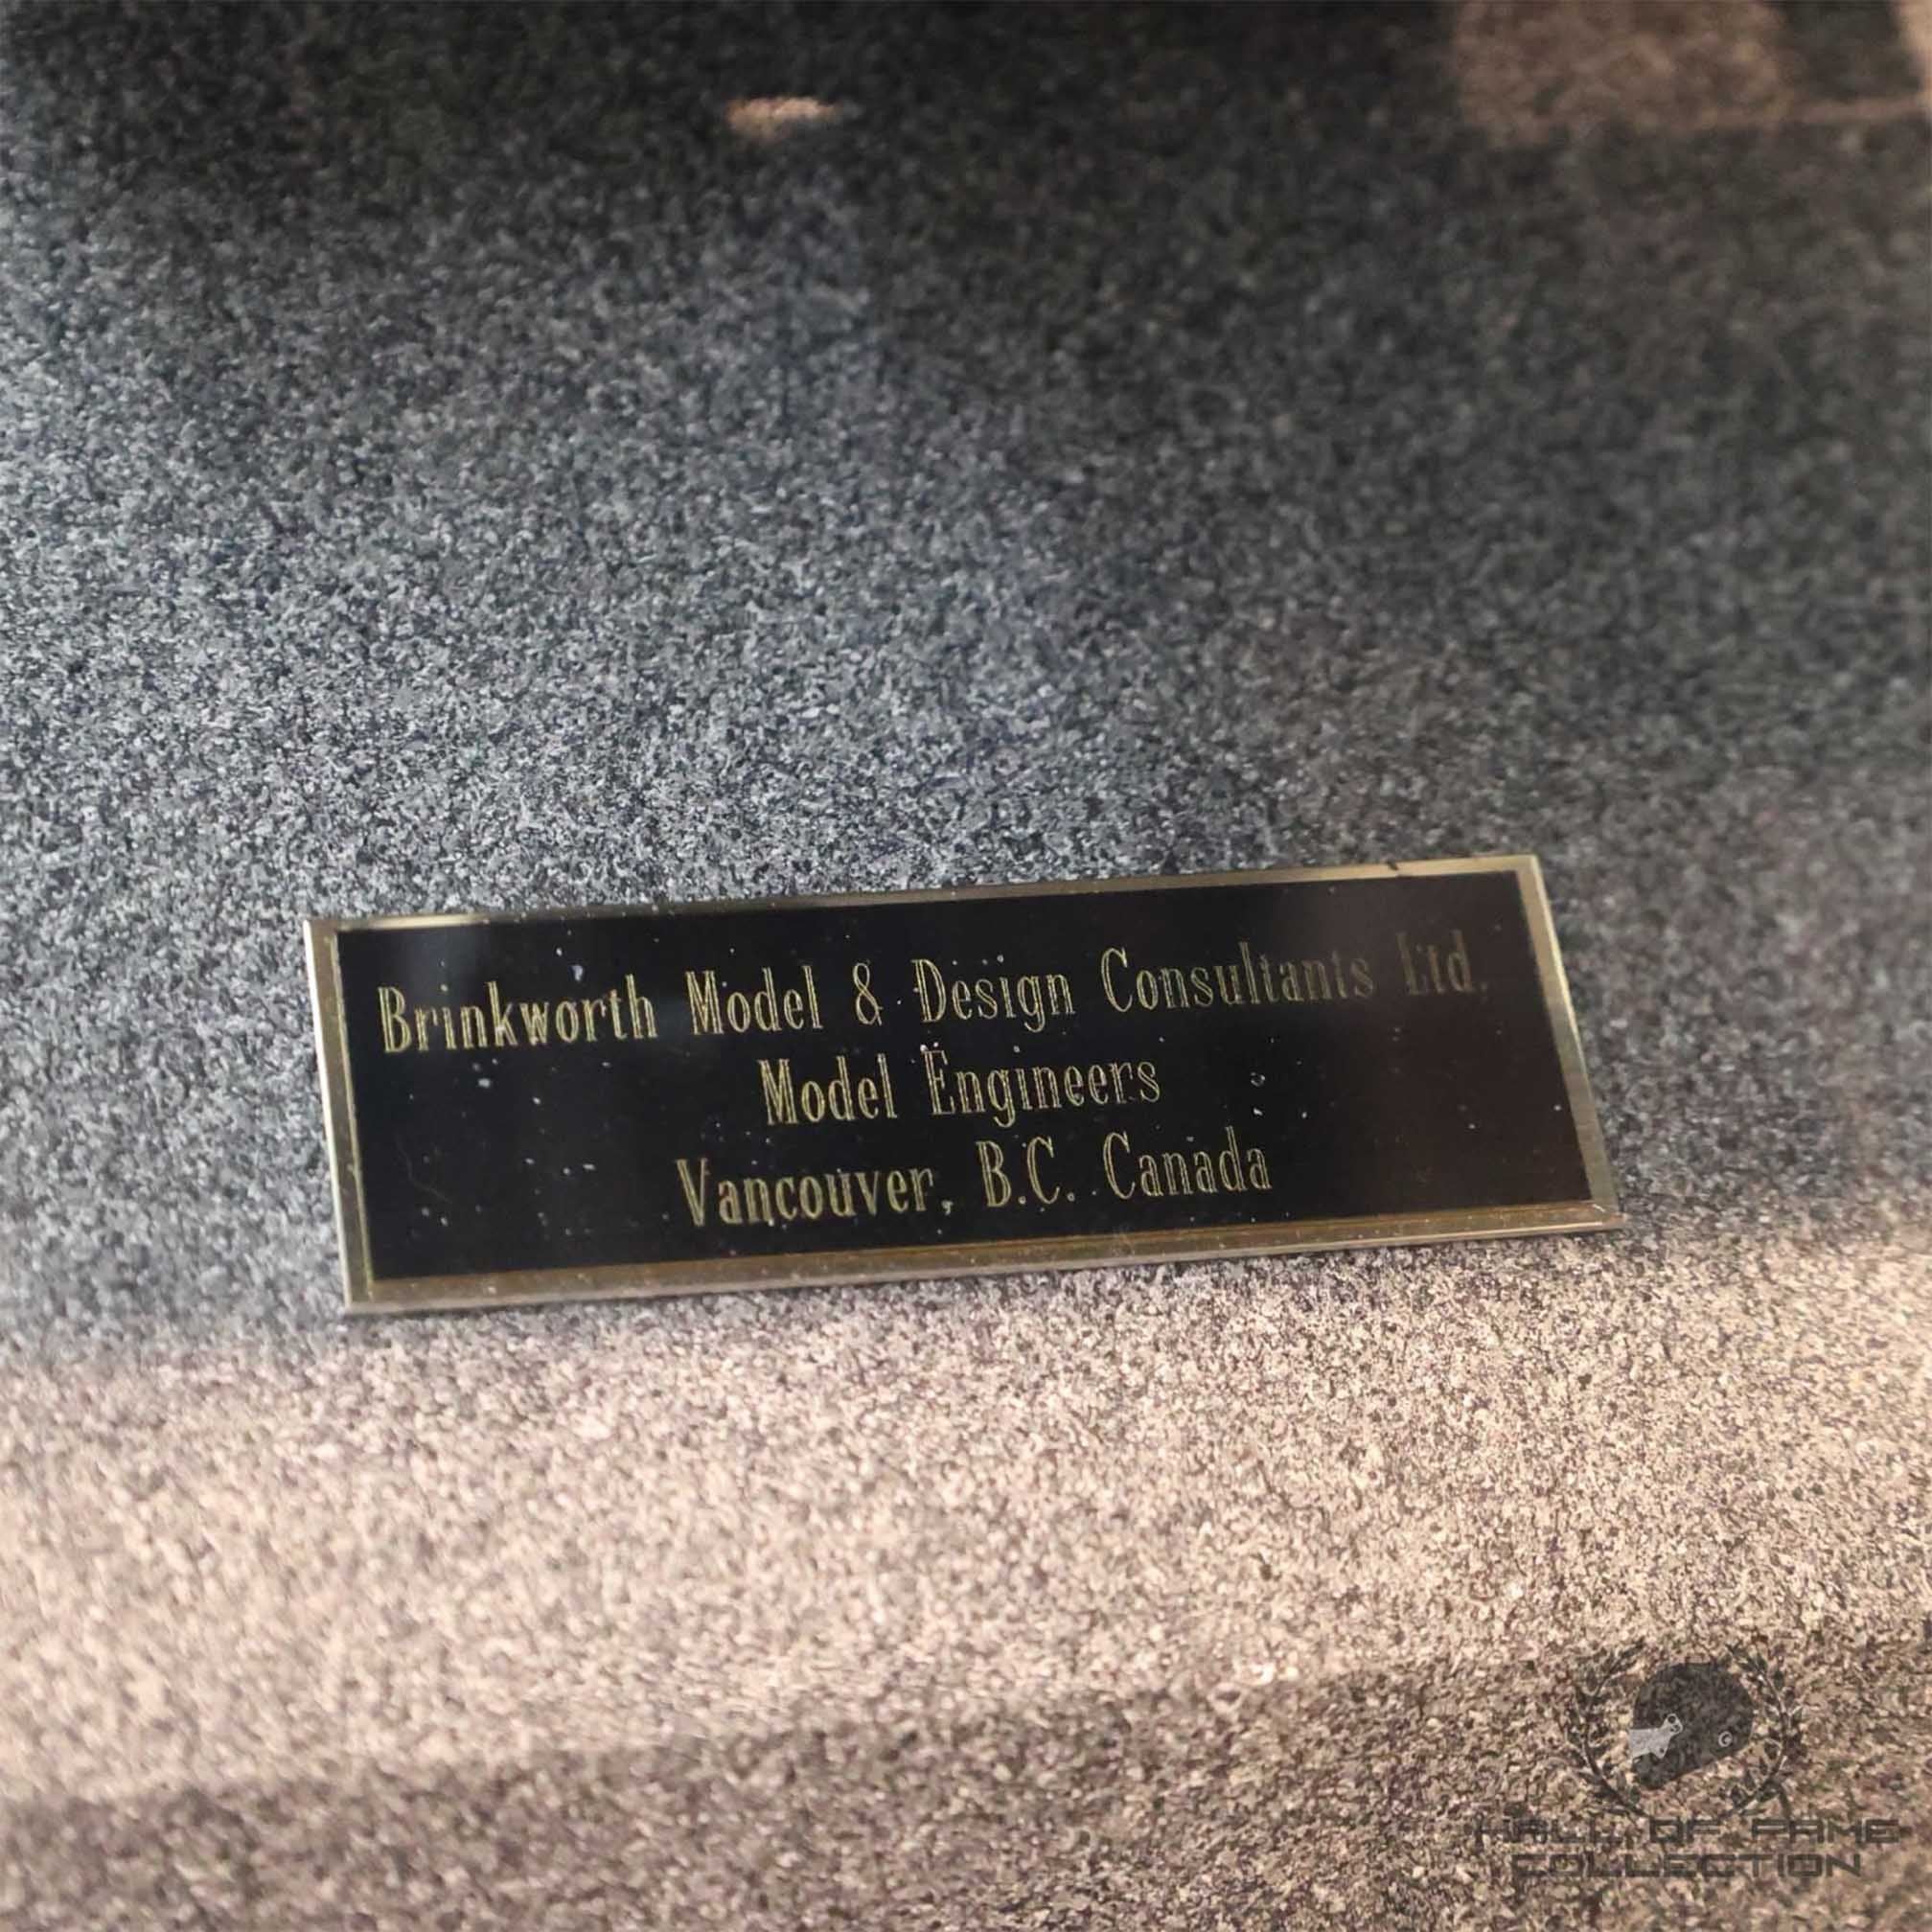 Brinkworth Model & Design Consultants Ltd.
Model Engineers
Vancouver, B.C. Canada
HALL OF FAME
COLLECTION